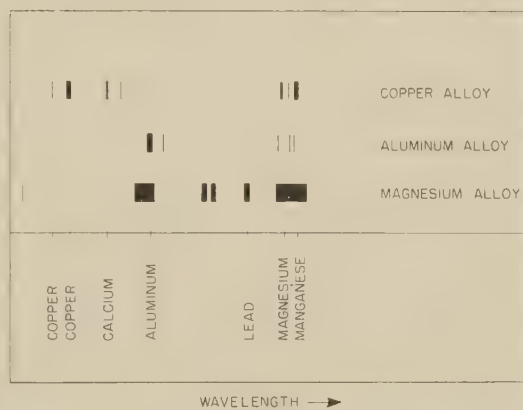 COPPER ALLOY
ALUMINUM ALLOY
MAGNESIUM ALLOY
COPPER
COPPER
CALCIUM
ALUMINUM
LEAD
MAGNESIUM
MANGANESE
WAVELENGTH